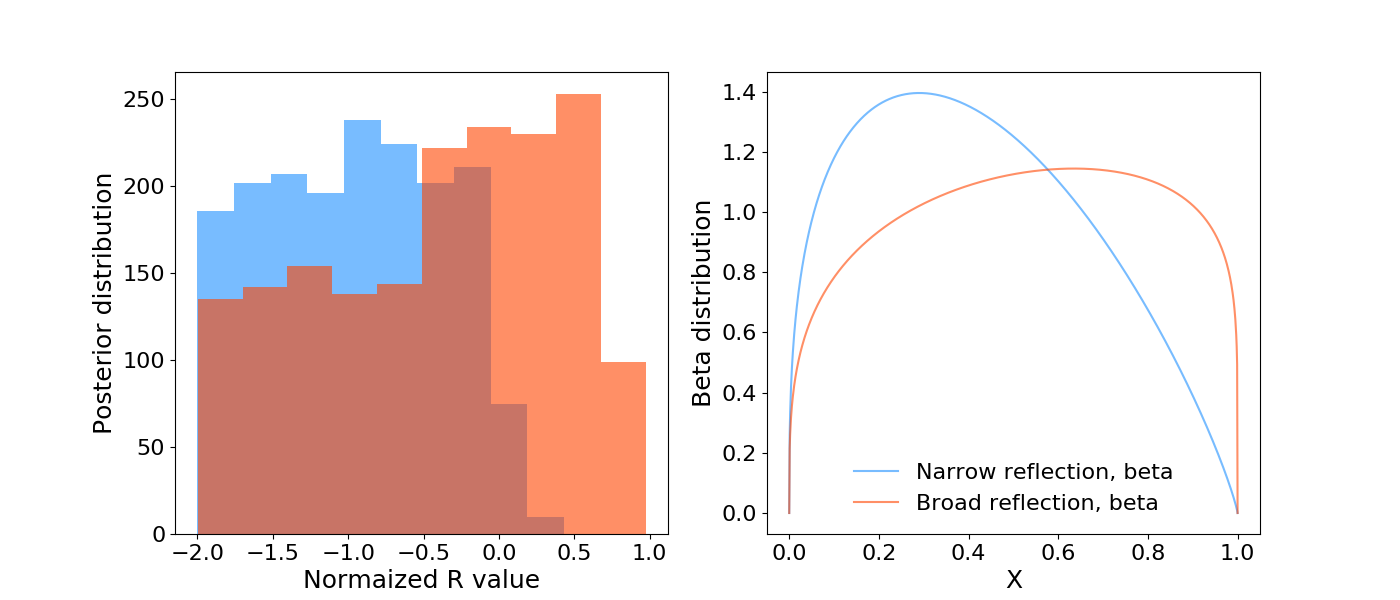 250
200
150
100
50
0
−2.0 −1.5 −1.0 −0.5 0.0 0.5 1.0
Normaized R value
Posterior distribution
1.4
1.2
1.0
0.8
0.6
0.4
0.2
0.0
0.0 0.2 0.4 0.6 0.8 1.0
X
Beta distribution
Narrow reflection, beta
Broad reflection, beta